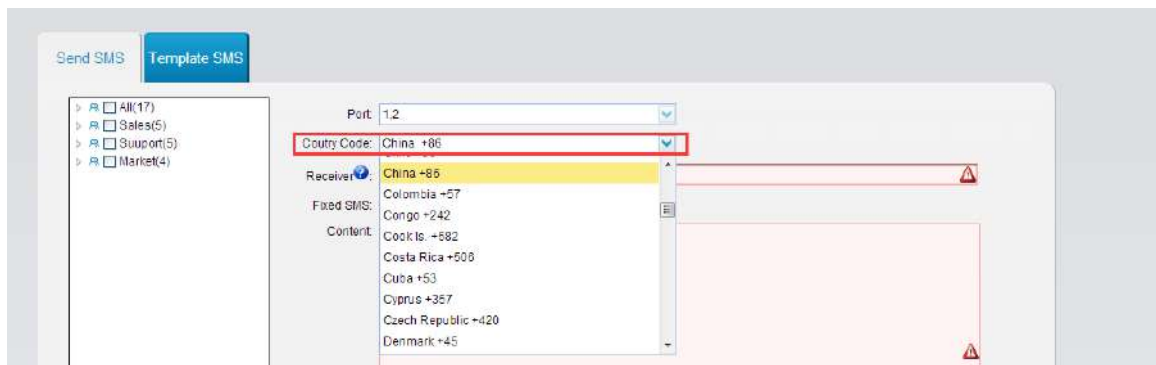 Send SMS
Template SMS
All(17)
Sales(5)
Suuport(5)
Market(4)
Port: 1,2
Coutry Code: China +86
Receiver?:
Fixed SMS:
Content:
China +86
Colombia +57
Congo +242
Cook Is. +682
Costa Rica +506
Cuba +53
Cyprus +357
Czech Republic +420
Denmark +45